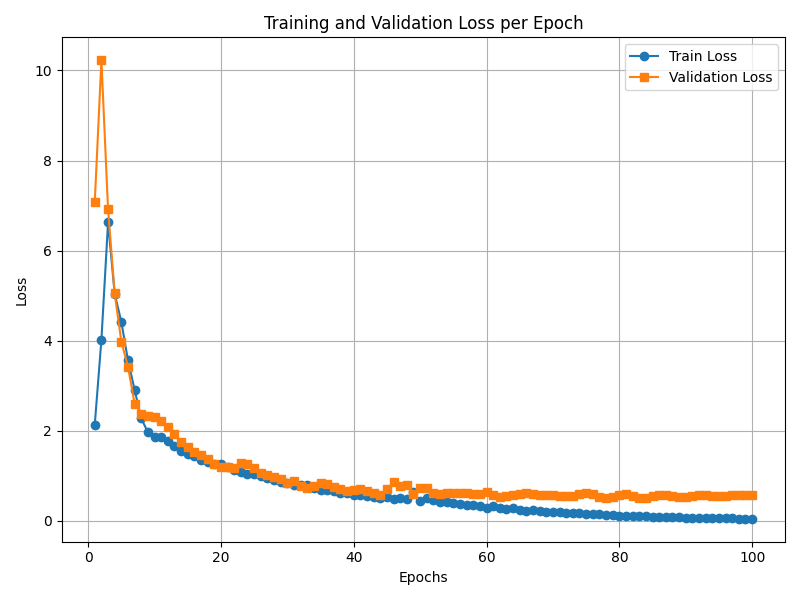 Training and Validation Loss per Epoch
Train Loss
Validation Loss
10
8
6
4
2
0
Loss
0 20 40 60 80 100
Epochs